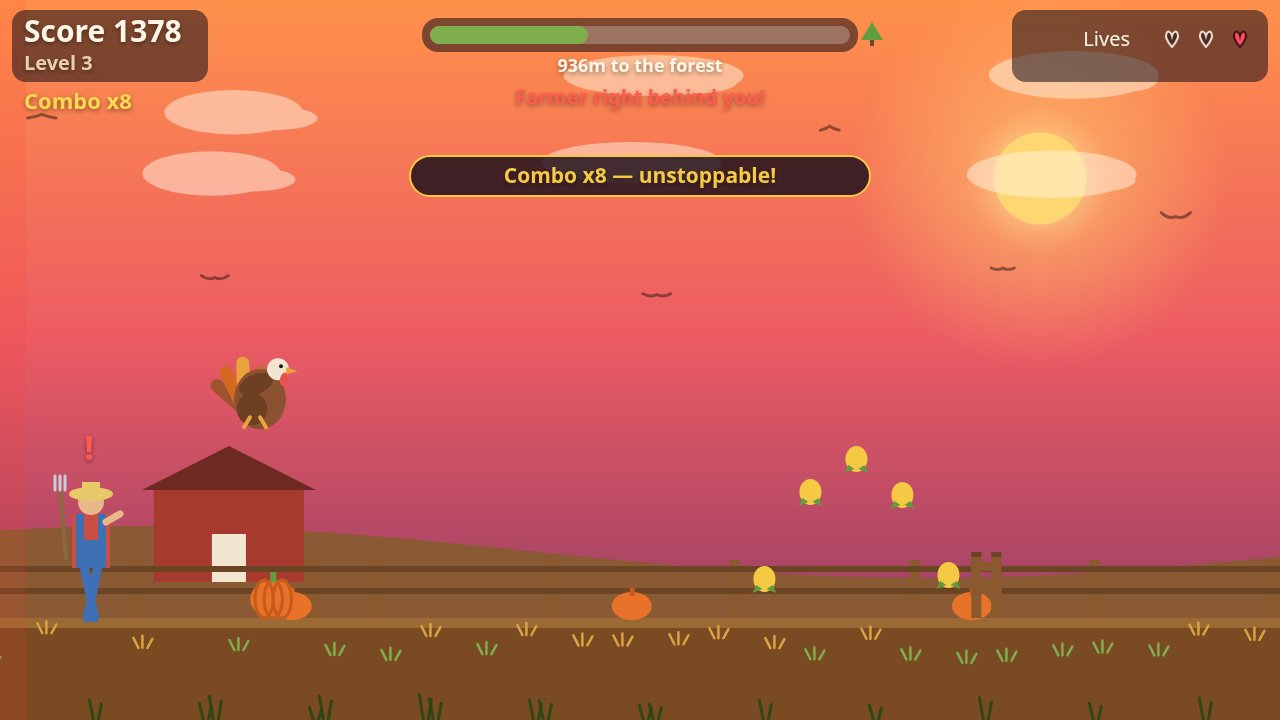 Score 1378
Level 3
Combo x8
936m to the forest
Farmer right behind you!
Lives
Combo x8 — unstoppable!
!